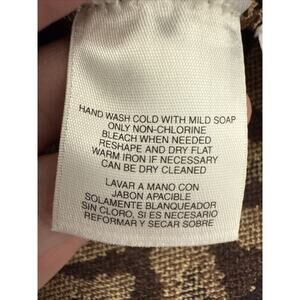 HAND WASH COLD WITH MILD SOAP
ONLY NON-CHLORINE
BLEACH WHEN NEEDED
RESHAPE AND DRY FLAT
WARM IRON IF NECESSARY
CAN BE DRY CLEANED
LAVAR A MANO CON
JABON APACIBLE
SOLAMENTE BLANQUEADOR
SIN CLORO, SI ES NECESARIO
REFORMAR Y SECAR SOBRE